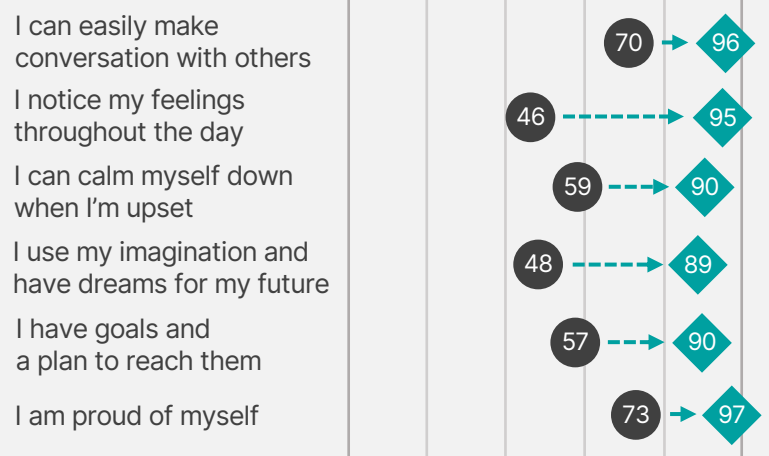 I can easily make
conversation with others
70 96
I notice my feelings
throughout the day
46 95
I can calm myself down
when I’m upset
59 90
I use my imagination and
have dreams for my future
48 89
I have goals and
a plan to reach them
57 90
I am proud of myself
73 97